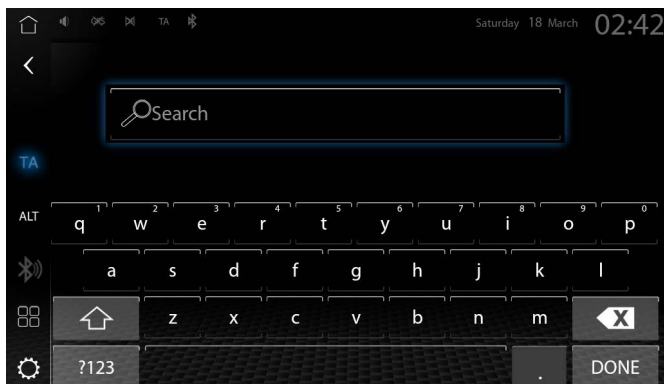 TA Saturday 18 March 02:42
Search
TA
ALT
1 2 3 4 5 6 7 8 9 0
q w e r t y u i o p
a s d f g h j k l
z x c v b n m X
?123 . DONE